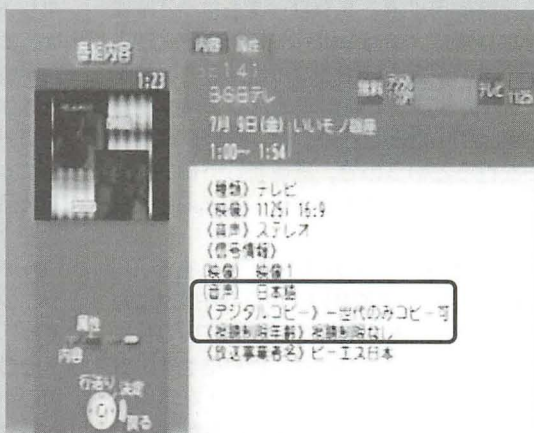 番組内容
1:23
内容 属性
141
BS日テレ
無料
テレビ 1125i
7月 9日(金) いいモノ銀座
1:00～ 1:54
《種類》テレビ
《映像》1125i 16:9
《音声》ステレオ
《信号情報》
[映像] 映像1
[音声] 日本語
《デジタルコピー》一世代のみコピー可
《視聴制限年齢》視聴制限なし
《放送事業者名》ビーエス日本
属性
内容
行送り 決定
戻る